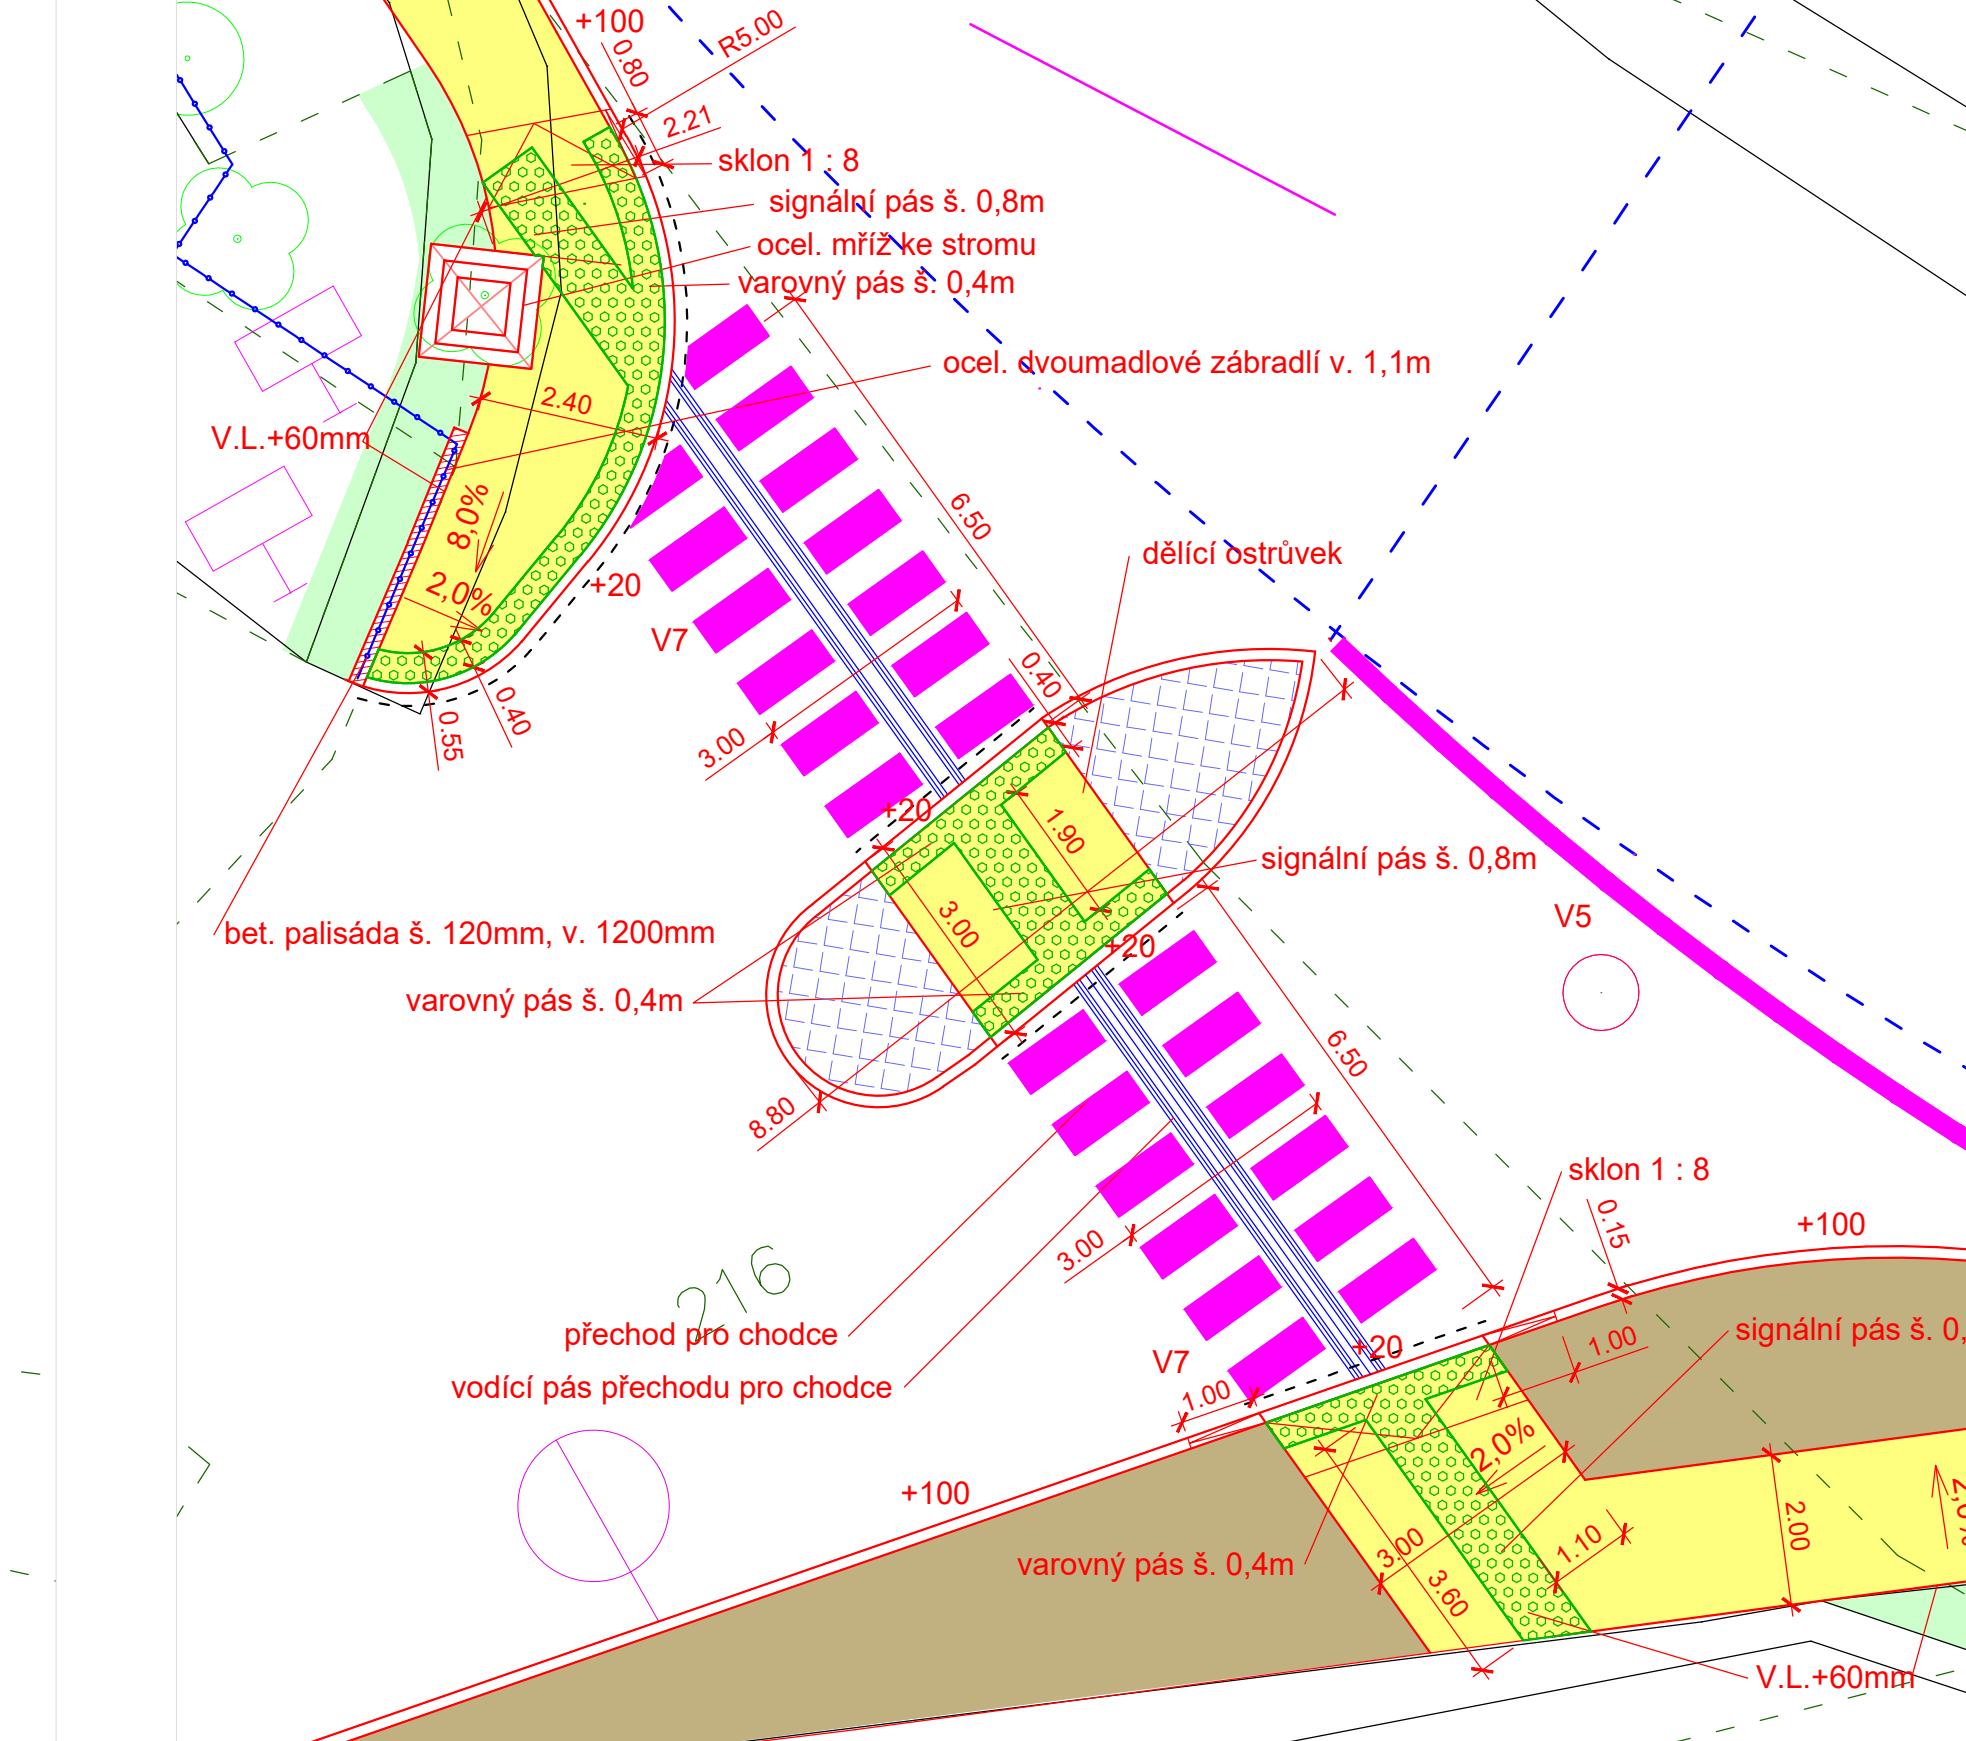 +100
0.80
R5.00
2.21
sklon 1 : 8
signální pás š. 0,8m
ocel. mříž ke stromu
varovný pás š. 0,4m
ocel. dvoumadlové zábradlí v. 1,1m
2.40
V.L.+60mm
8,0%
2,0%
6.50
+20
dělící ostrůvek
V7
0.40
0.40
0.55
3.00
+20
1.90
signální pás š. 0,8m
V5
3.00
bet. palisáda š. 120mm, v. 1200mm
+20
varovný pás š. 0,4m
6.50
8.80
sklon 1 : 8
0.15
+100
3.00
216
přechod pro chodce
signální pás š. 0,
1.00
+20
V7
vodící pás přechodu pro chodce
1.00
2,0%
+100
2.00
2,0%
3.00
1.10
varovný pás š. 0,4m
3.60
V.L.+60mm